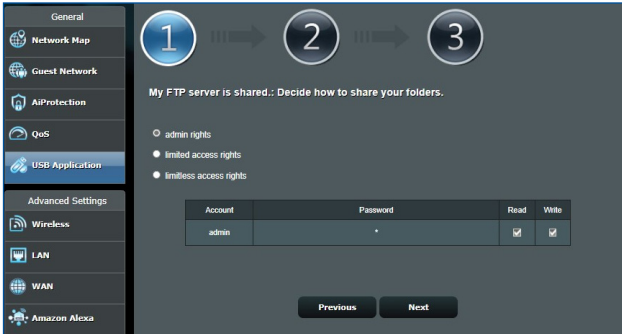 General
Network Map
Guest Network
AiProtection
QoS
USB Application
Advanced Settings
Wireless
LAN
WAN
Amazon Alexa
1 2 3
My FTP server is shared.: Decide how to share your folders.
admin rights
limited access rights
limitless access rights
Account Password Read Write
admin *
Previous Next